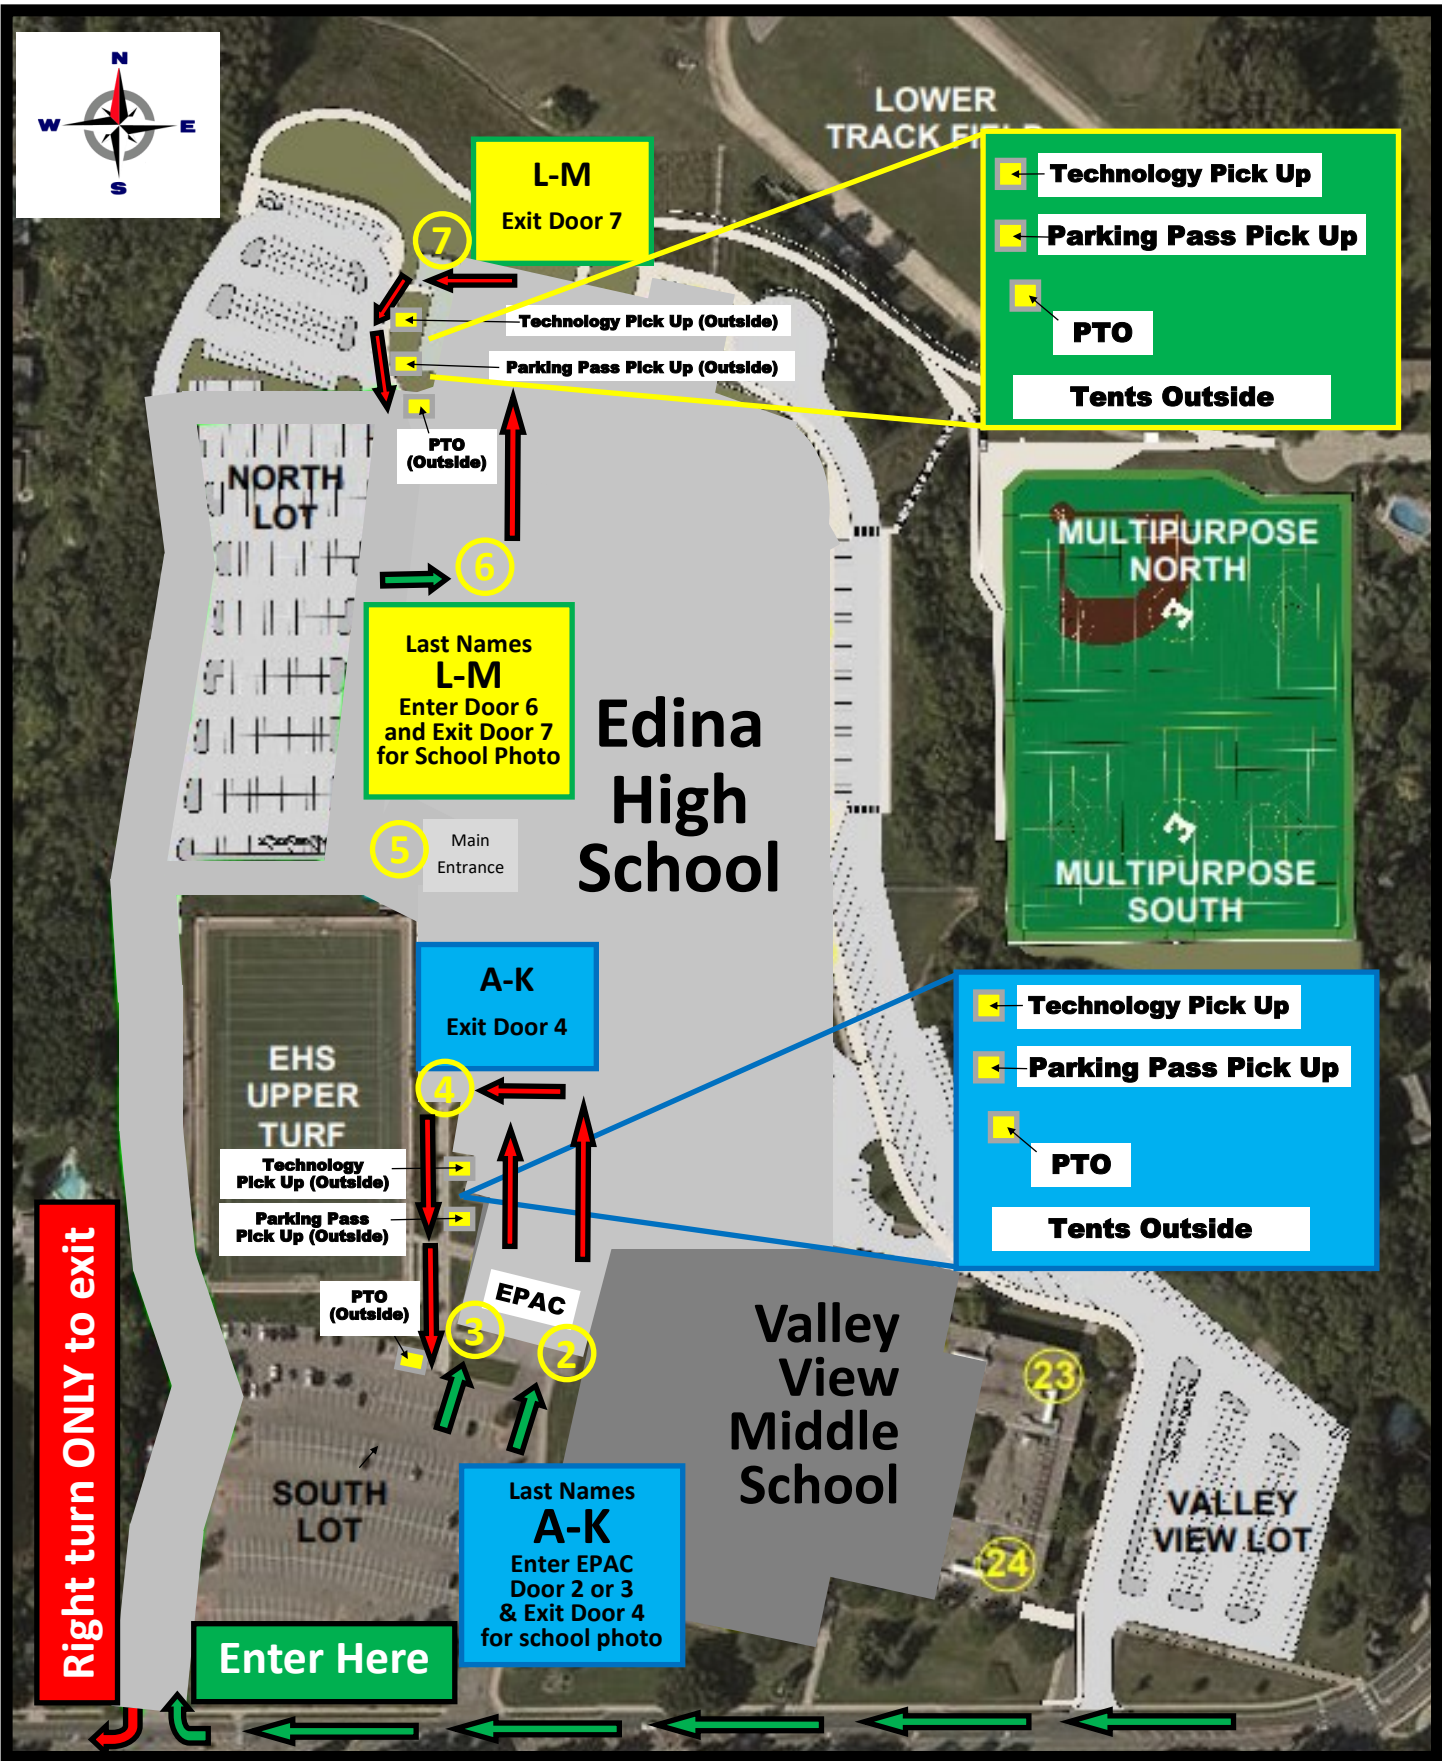 N
W
E
S
LOWER
TRACK FIELD
L-M
Exit Door 7
7
Technology Pick Up
Parking Pass Pick Up
PTO
Tents Outside
Technology Pick Up (Outside)
Parking Pass Pick Up (Outside)
PTO
(Outside)
NORTH
LOT
6
MULTIPURPOSE
NORTH
3
Last Names
L-M
Enter Door 6
and Exit Door 7
for School Photo
Edina
High
School
5
Main
Entrance
3
MULTIPURPOSE
SOUTH
A-K
Exit Door 4
4
Technology Pick Up
Parking Pass Pick Up
PTO
Tents Outside
EHS
UPPER
TURF
Technology
Pick Up (Outside)
Parking Pass
Pick Up (Outside)
PTO
(Outside)
EPAC
3
2
Valley
View
Middle
School
23
24
VALLEY
VIEW LOT
SOUTH
LOT
Last Names
A-K
Enter EPAC
Door 2 or 3
& Exit Door 4
for school photo
Right turn ONLY to exit
Enter Here